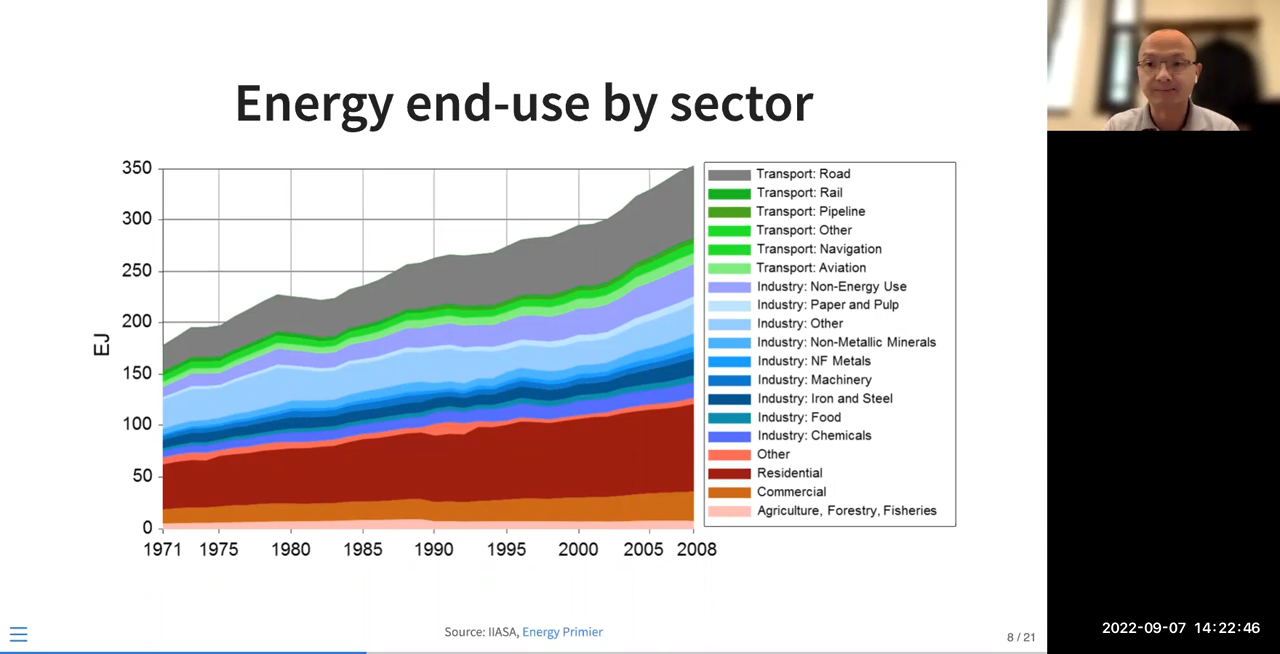 Energy end-use by sector
350
300
250
200
150
100
50
0
EJ
1971 1975 1980 1985 1990 1995 2000 2005 2008
Transport: Road
Transport: Rail
Transport: Pipeline
Transport: Other
Transport: Navigation
Transport: Aviation
Industry: Non-Energy Use
Industry: Paper and Pulp
Industry: Other
Industry: Non-Metallic Minerals
Industry: NF Metals
Industry: Machinery
Industry: Iron and Steel
Industry: Food
Industry: Chemicals
Other
Residential
Commercial
Agriculture, Forestry, Fisheries
Source: IIASA, Energy Primier
8 / 21
2022-09-07 14:22:46